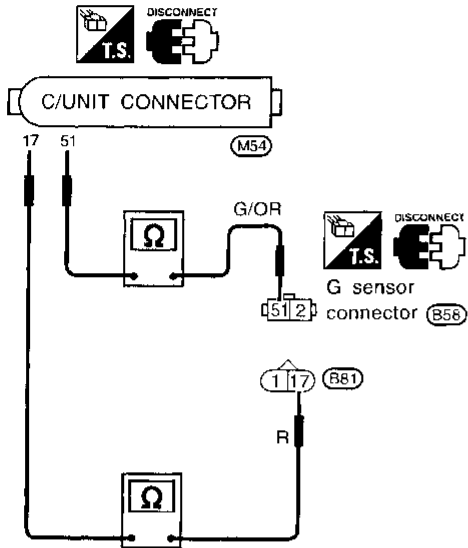 DISCONNECT
T.S.
C/UNIT CONNECTOR
17 51
M54
G/OR
Ω
DISCONNECT
T.S.
G sensor
51 2
connector B58
1 17 B81
R
Ω